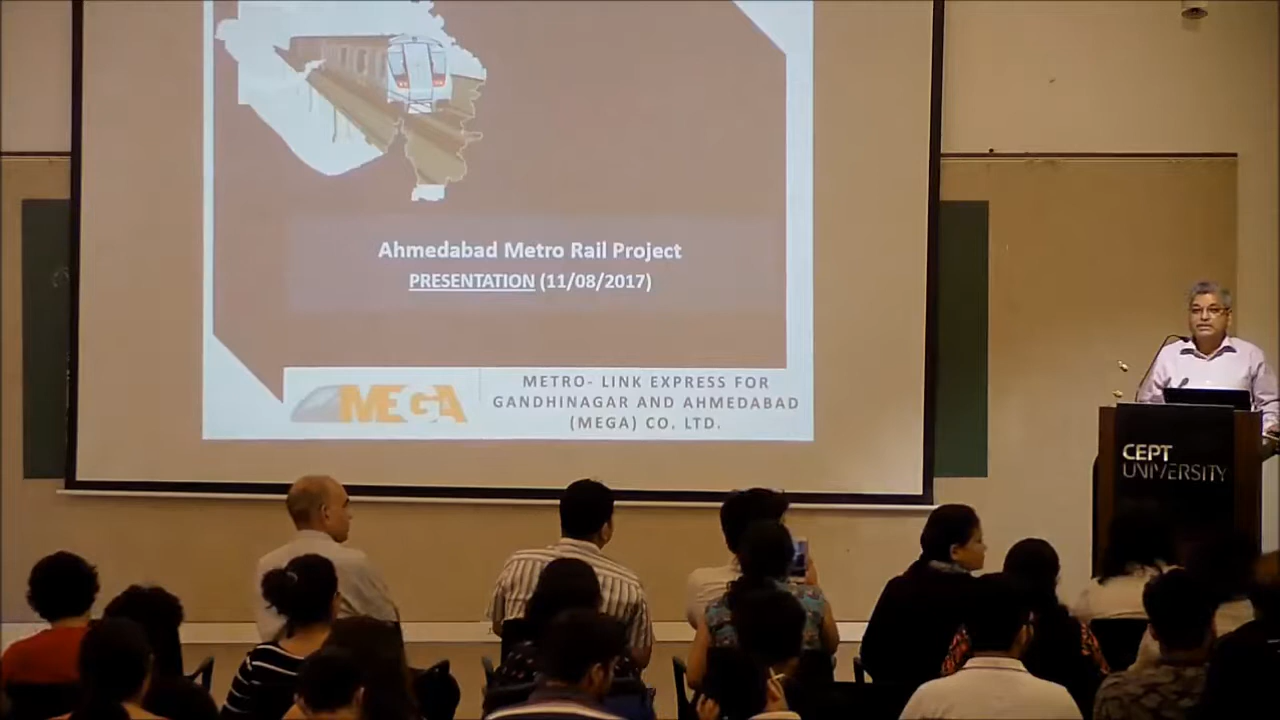 Ahmedabad Metro Rail Project
PRESENTATION (11/08/2017)
MEGA
METRO- LINK EXPRESS FOR
GANDHINAGAR AND AHMEDABAD
(MEGA) CO, LTD.
CEPT
UNIVERSITY